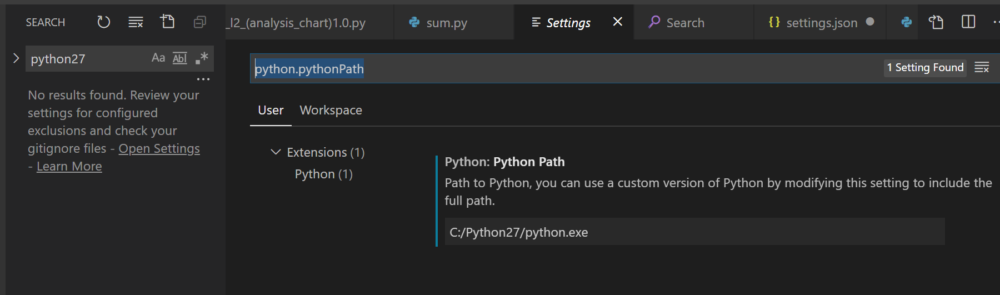 SEARCH
_l2_(analysis_chart)1.0.py
sum.py
Settings
Search
{} settings.json
python27
Aa Abl .*
python.pythonPath
1 Setting Found
...
No results found. Review your
settings for configured
exclusions and check your
gitignore files - Open Settings
- Learn More
User
Workspace
Extensions (1)
Python (1)
Python: Python Path
Path to Python, you can use a custom version of Python by modifying this setting to include the
full path.
C:/Python27/python.exe